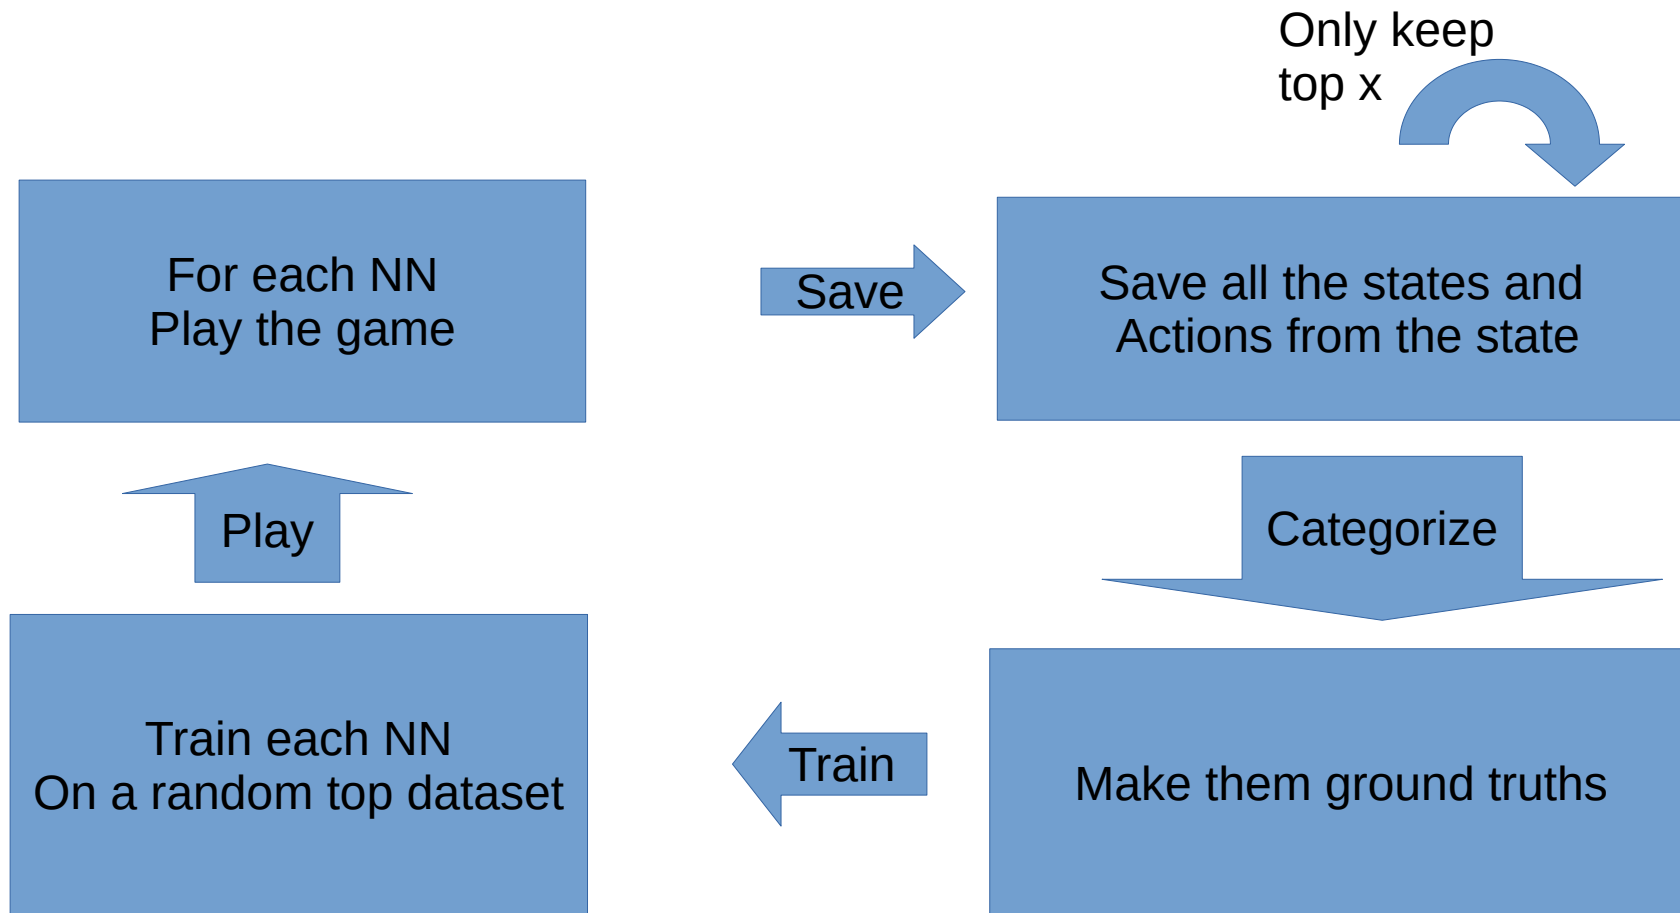 Only keep
top x
For each NN
Play the game
Save
Save all the states and
Actions from the state
Play
Categorize
Train each NN
On a random top dataset
Train
Make them ground truths